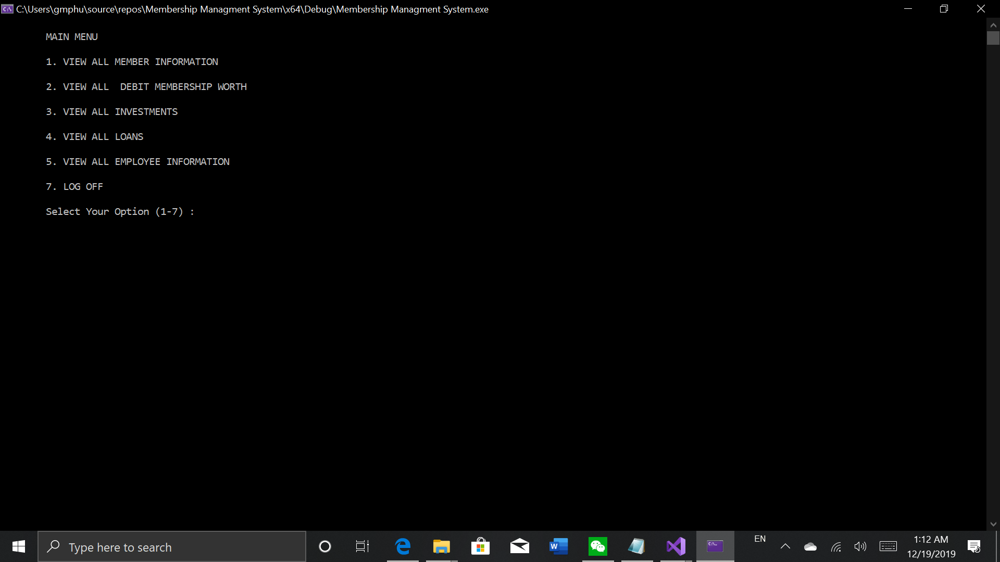 C:\Users\gmphu\source\repos\Membership Managment System\x64\Debug\Membership Managment System.exe
MAIN MENU
1. VIEW ALL MEMBER INFORMATION
2. VIEW ALL  DEBIT MEMBERSHIP WORTH
3. VIEW ALL INVESTMENTS
4. VIEW ALL LOANS
5. VIEW ALL EMPLOYEE INFORMATION
7. LOG OFF
Select Your Option (1-7) :
Type here to search
EN
1:12 AM
12/19/2019